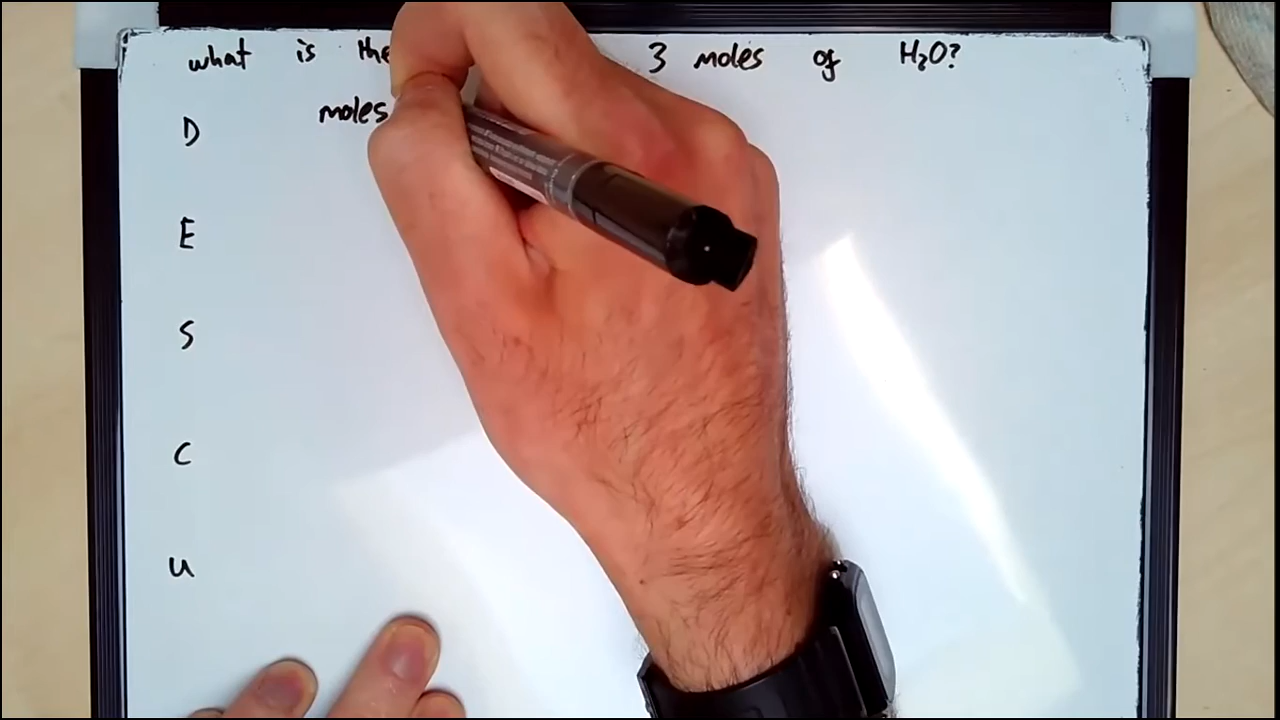 what is the 3 moles of H₂O?
moles
D
E
S
C
U